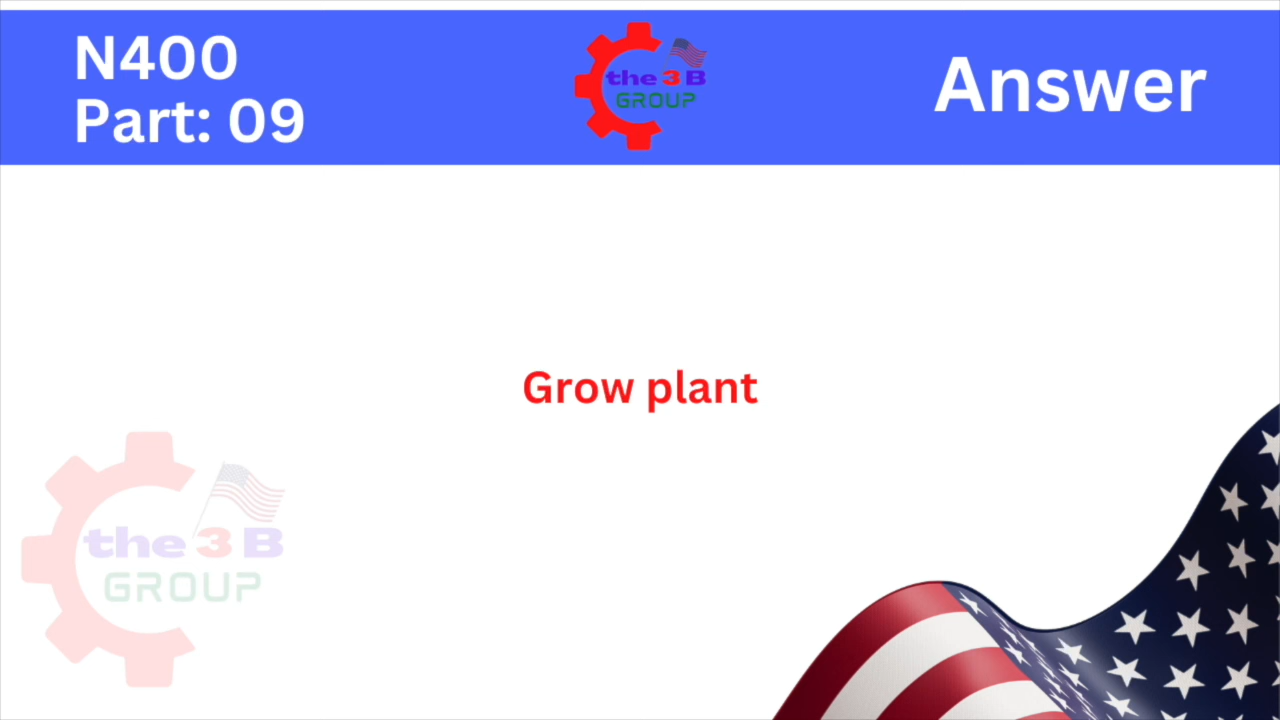 N400
Part: 09
the 3 B
GROUP
Answer
Grow plant
the 3 B
GROUP